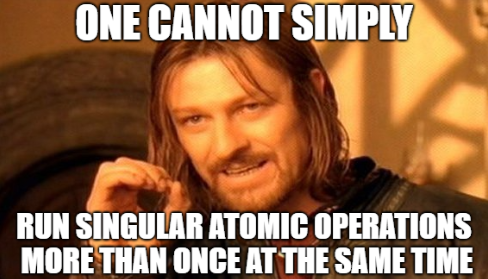 ONE CANNOT SIMPLY
RUN SINGULAR ATOMIC OPERATIONS
MORE THAN ONCE AT THE SAME TIME